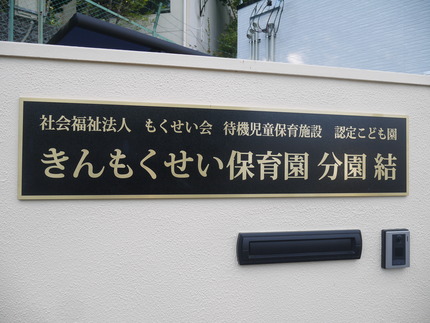 社会福祉法人 もくせい会 待機児童保育施設 認定こども園
きんもくせい保育園 分園 結